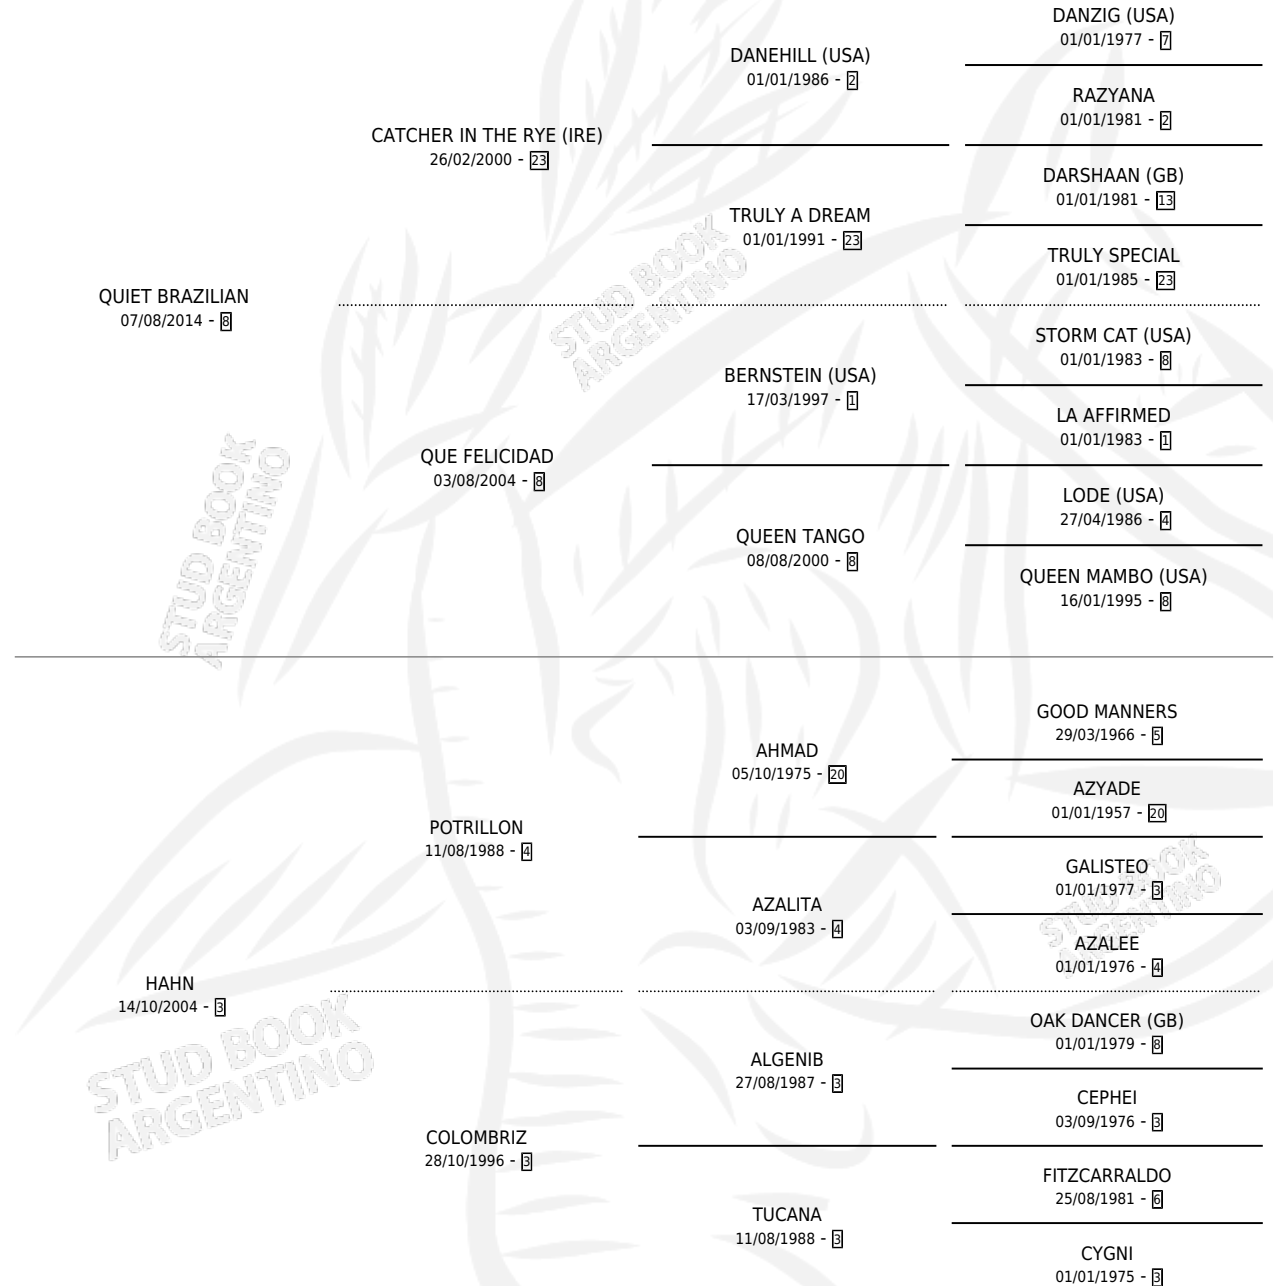 DANZIG (USA)
01/01/1977 - 7
DANEHILL (USA)
01/01/1986 - 2
RAZYANA
01/01/1981 - 2
CATCHER IN THE RYE (IRE)
26/02/2000 - 23
DARSHAAN (GB)
01/01/1981 - 13
TRULY A DREAM
01/01/1991 - 23
TRULY SPECIAL
01/01/1985 - 23
QUIET BRAZILIAN
07/08/2014 - 8
STORM CAT (USA)
01/01/1983 - 8
BERNSTEIN (USA)
17/03/1997 - 1
LA AFFIRMED
01/01/1983 - 1
QUE FELICIDAD
03/08/2004 - 8
LODE (USA)
27/04/1986 - 4
QUEEN TANGO
08/08/2000 - 8
QUEEN MAMBO (USA)
16/01/1995 - 8
STUD BOOK
ARGENTINO
STUD BOOK
ARGENTINO
GOOD MANNERS
29/03/1966 - 5
AHMAD
05/10/1975 - 20
AZYADE
01/01/1957 - 20
POTRILLON
11/08/1988 - 4
GALISTEO
01/01/1977 - 3
AZALITA
03/09/1983 - 4
AZALEE
01/01/1976 - 4
HAHN
14/10/2004 - 3
OAK DANCER (GB)
01/01/1979 - 8
ALGENIB
27/08/1987 - 3
CEPHEI
03/09/1976 - 3
COLOMBRIZ
28/10/1996 - 3
FITZCARRALDO
25/08/1981 - 6
TUCANA
11/08/1988 - 3
CYGNI
01/01/1975 - 3
STUD BOOK
ARGENTINO
STUD BOOK
ARGENTINO